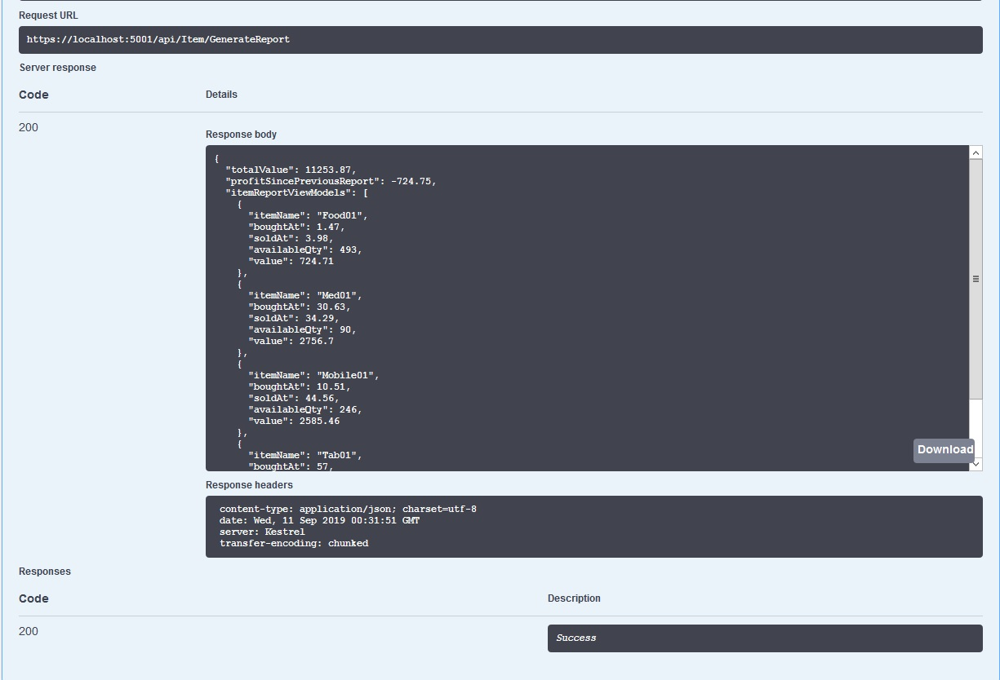 Request URL
https://localhost:5001/api/Item/GenerateReport
Server response
Code Details
200
Response body
{
"totalValue": 11253.87,
"profitSincePreviousReport": -724.75,
"itemReportViewModels": [
{
"itemName": "Food01",
"boughtAt": 1.47,
"soldAt": 3.98,
"availableQty": 493,
"value": 724.71
},
{
"itemName": "Med01",
"boughtAt": 30.63,
"soldAt": 34.29,
"availableQty": 90,
"value": 2756.7
},
{
"itemName": "Mobile01",
"boughtAt": 10.51,
"soldAt": 44.56,
"availableQty": 246,
"value": 2585.46
},
{
"itemName": "Tab01",
"boughtAt": 57,
Download
Response headers
content-type: application/json; charset=utf-8
date: Wed, 11 Sep 2019 00:31:51 GMT
server: Kestrel
transfer-encoding: chunked
Responses
Code Description
200
Success